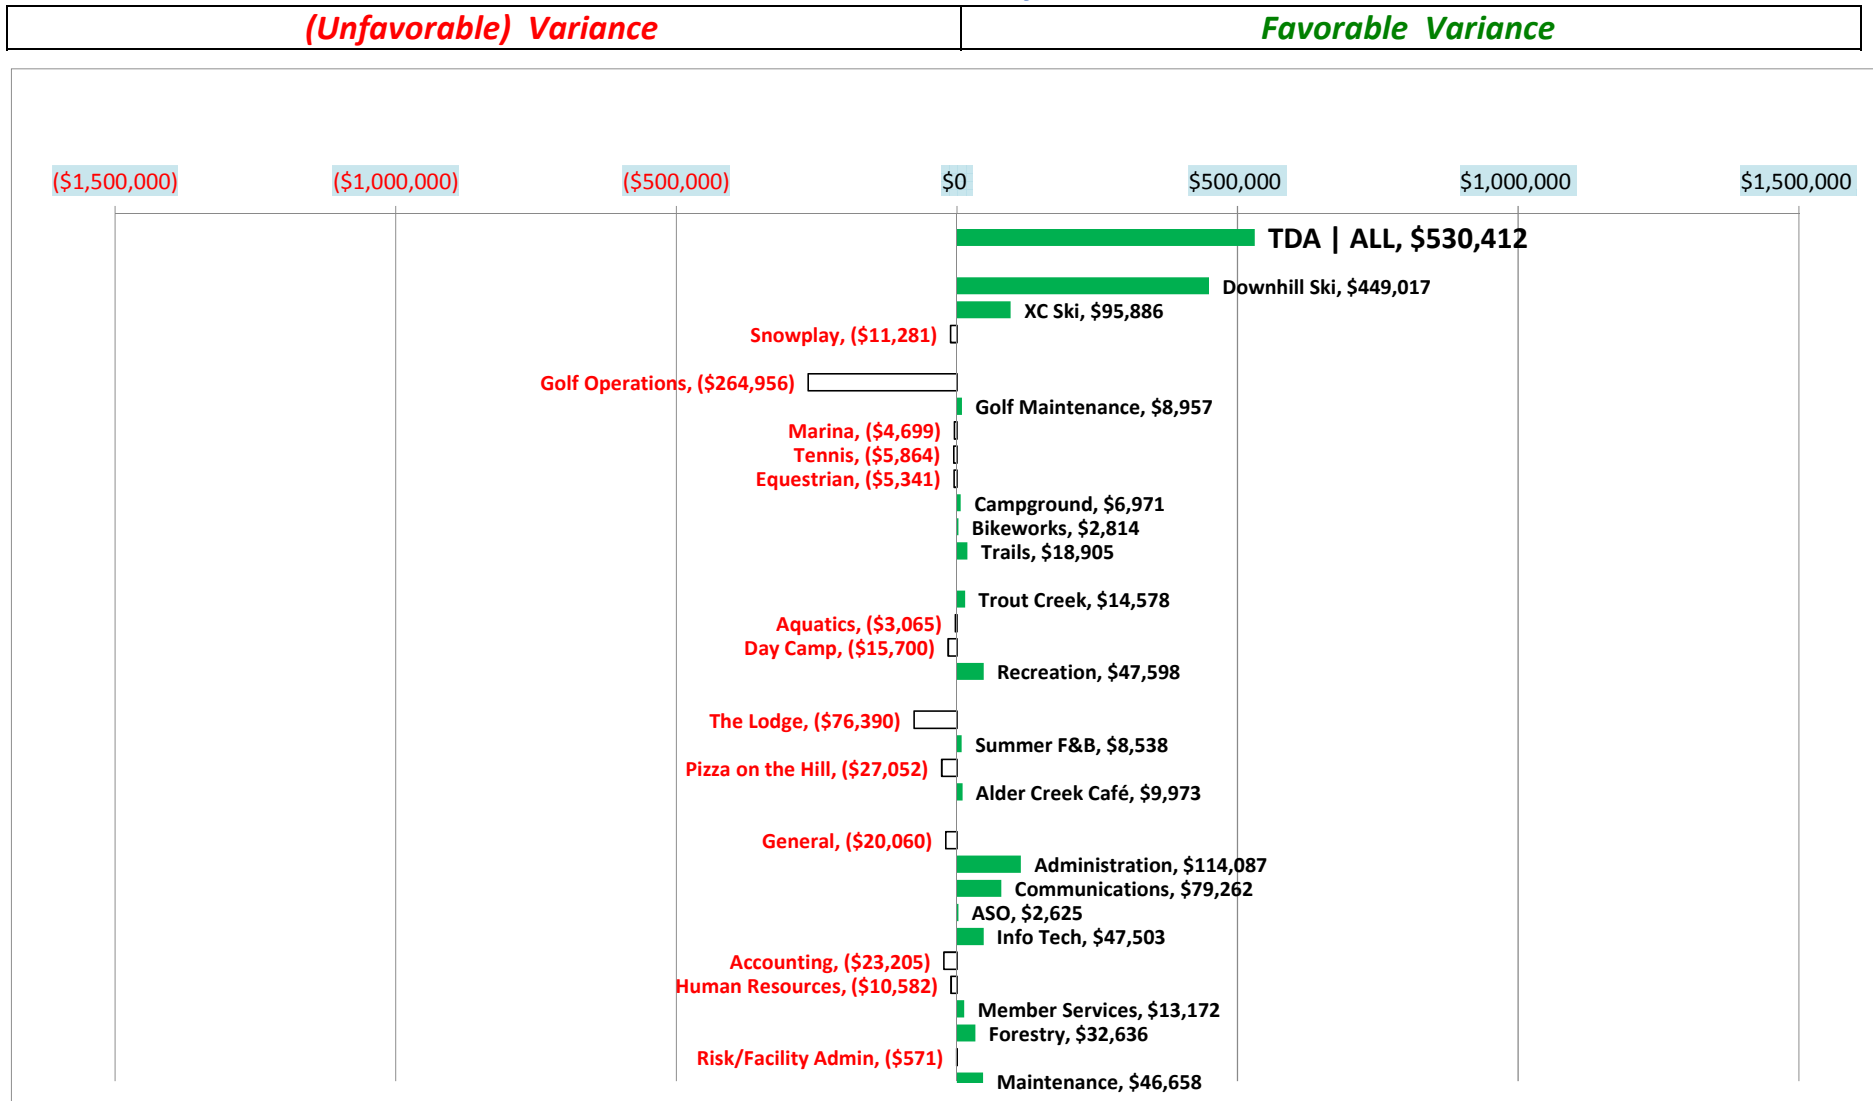 (Unfavorable) Variance
Favorable Variance
($1,500,000)
($1,000,000)
($500,000)
$0
$500,000
$1,000,000
$1,500,000
TDA | ALL, $530,412
Downhill Ski, $449,017
XC Ski, $95,886
Snowplay, ($11,281)
Golf Operations, ($264,956)
Golf Maintenance, $8,957
Marina, ($4,699)
Tennis, ($5,864)
Equestrian, ($5,341)
Campground, $6,971
Bikeworks, $2,814
Trails, $18,905
Trout Creek, $14,578
Aquatics, ($3,065)
Day Camp, ($15,700)
Recreation, $47,598
The Lodge, ($76,390)
Summer F&B, $8,538
Pizza on the Hill, ($27,052)
Alder Creek Café, $9,973
General, ($20,060)
Administration, $114,087
Communications, $79,262
ASO, $2,625
Info Tech, $47,503
Accounting, ($23,205)
Human Resources, ($10,582)
Member Services, $13,172
Forestry, $32,636
Risk/Facility Admin, ($571)
Maintenance, $46,658